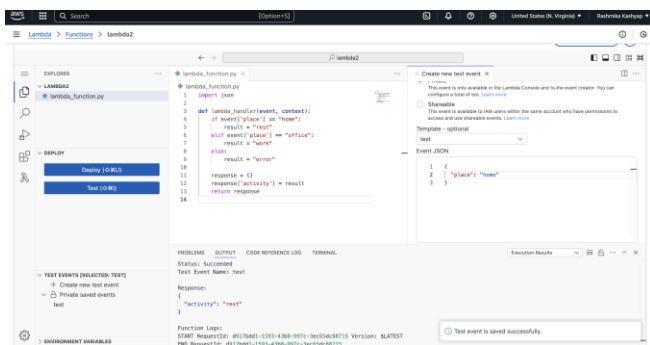 aws
Search
[Option+S]
United States (N. Virginia)
Rashmika Kashyap
Lambda > Functions > lambda2
lambda2
EXPLORER
LAMBDA2
lambda_function.py
DEPLOY
Deploy (⇧⌘U)
Test (⇧⌘I)
TEST EVENTS [SELECTED: TEST]
+ Create new test event
Private saved events
test
ENVIRONMENT VARIABLES
lambda_function.py
lambda_function.py
1 import json
2
3 def lambda_handler(event, context):
4 if event['place'] == "home":
5 result = "rest"
6 elif event['place'] == "office":
7 result = "work"
8 else:
9 result = "error"
10
11 response = {}
12 response['activity'] = result
13 return response
14
Create new test event
This event is only available in the Lambda Console and to the event creator. You can
configure a total of ten. Learn more
Shareable
This event is available to IAM users within the same account who have permissions to
access and use shareable events. Learn more
Template - optional
test
Event JSON
1 {
2 "place": "home"
3 }
PROBLEMS
OUTPUT
CODE REFERENCE LOG
TERMINAL
Execution Results
Status: Succeeded
Test Event Name: test
Response:
{
"activity": "rest"
}
Function Logs:
START RequestId: Version: $LATEST
END RequestId:
Test event is saved successfully.